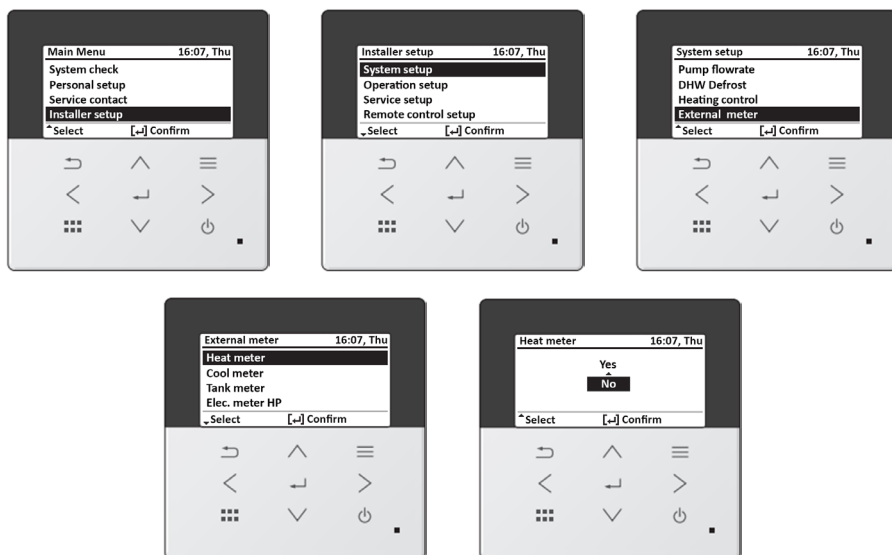 Main Menu 16:07, Thu
System check
Personal setup
Service contact
Installer setup
Select [↵] Confirm
Installer setup 16:07, Thu
System setup
Operation setup
Service setup
Remote control setup
Select [↵] Confirm
System setup 16:07, Thu
Pump flowrate
DHW Defrost
Heating control
External meter
Select [↵] Confirm
External meter 16:07, Thu
Heat meter
Cool meter
Tank meter
Elec. meter HP
Select [↵] Confirm
Heat meter 16:07, Thu
Yes
No
Select [↵] Confirm